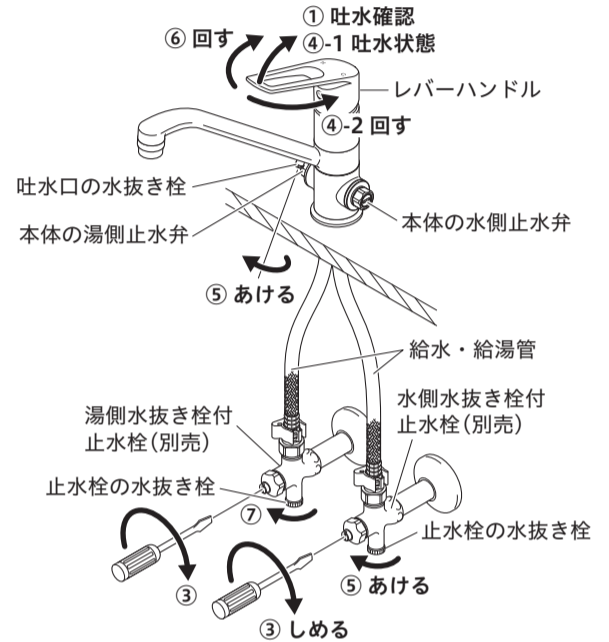 ① 吐水確認
⑥ 回す
④-1 吐水状態
レバーハンドル
④-2 回す
吐水口の水抜き栓
本体の湯側止水弁
本体の水側止水弁
⑤ あける
給水・給湯管
湯側水抜き栓付
止水栓（別売）
水側水抜き栓付
止水栓（別売）
止水栓の水抜き栓
⑦
止水栓の水抜き栓
③
⑤ あける
③ しめる